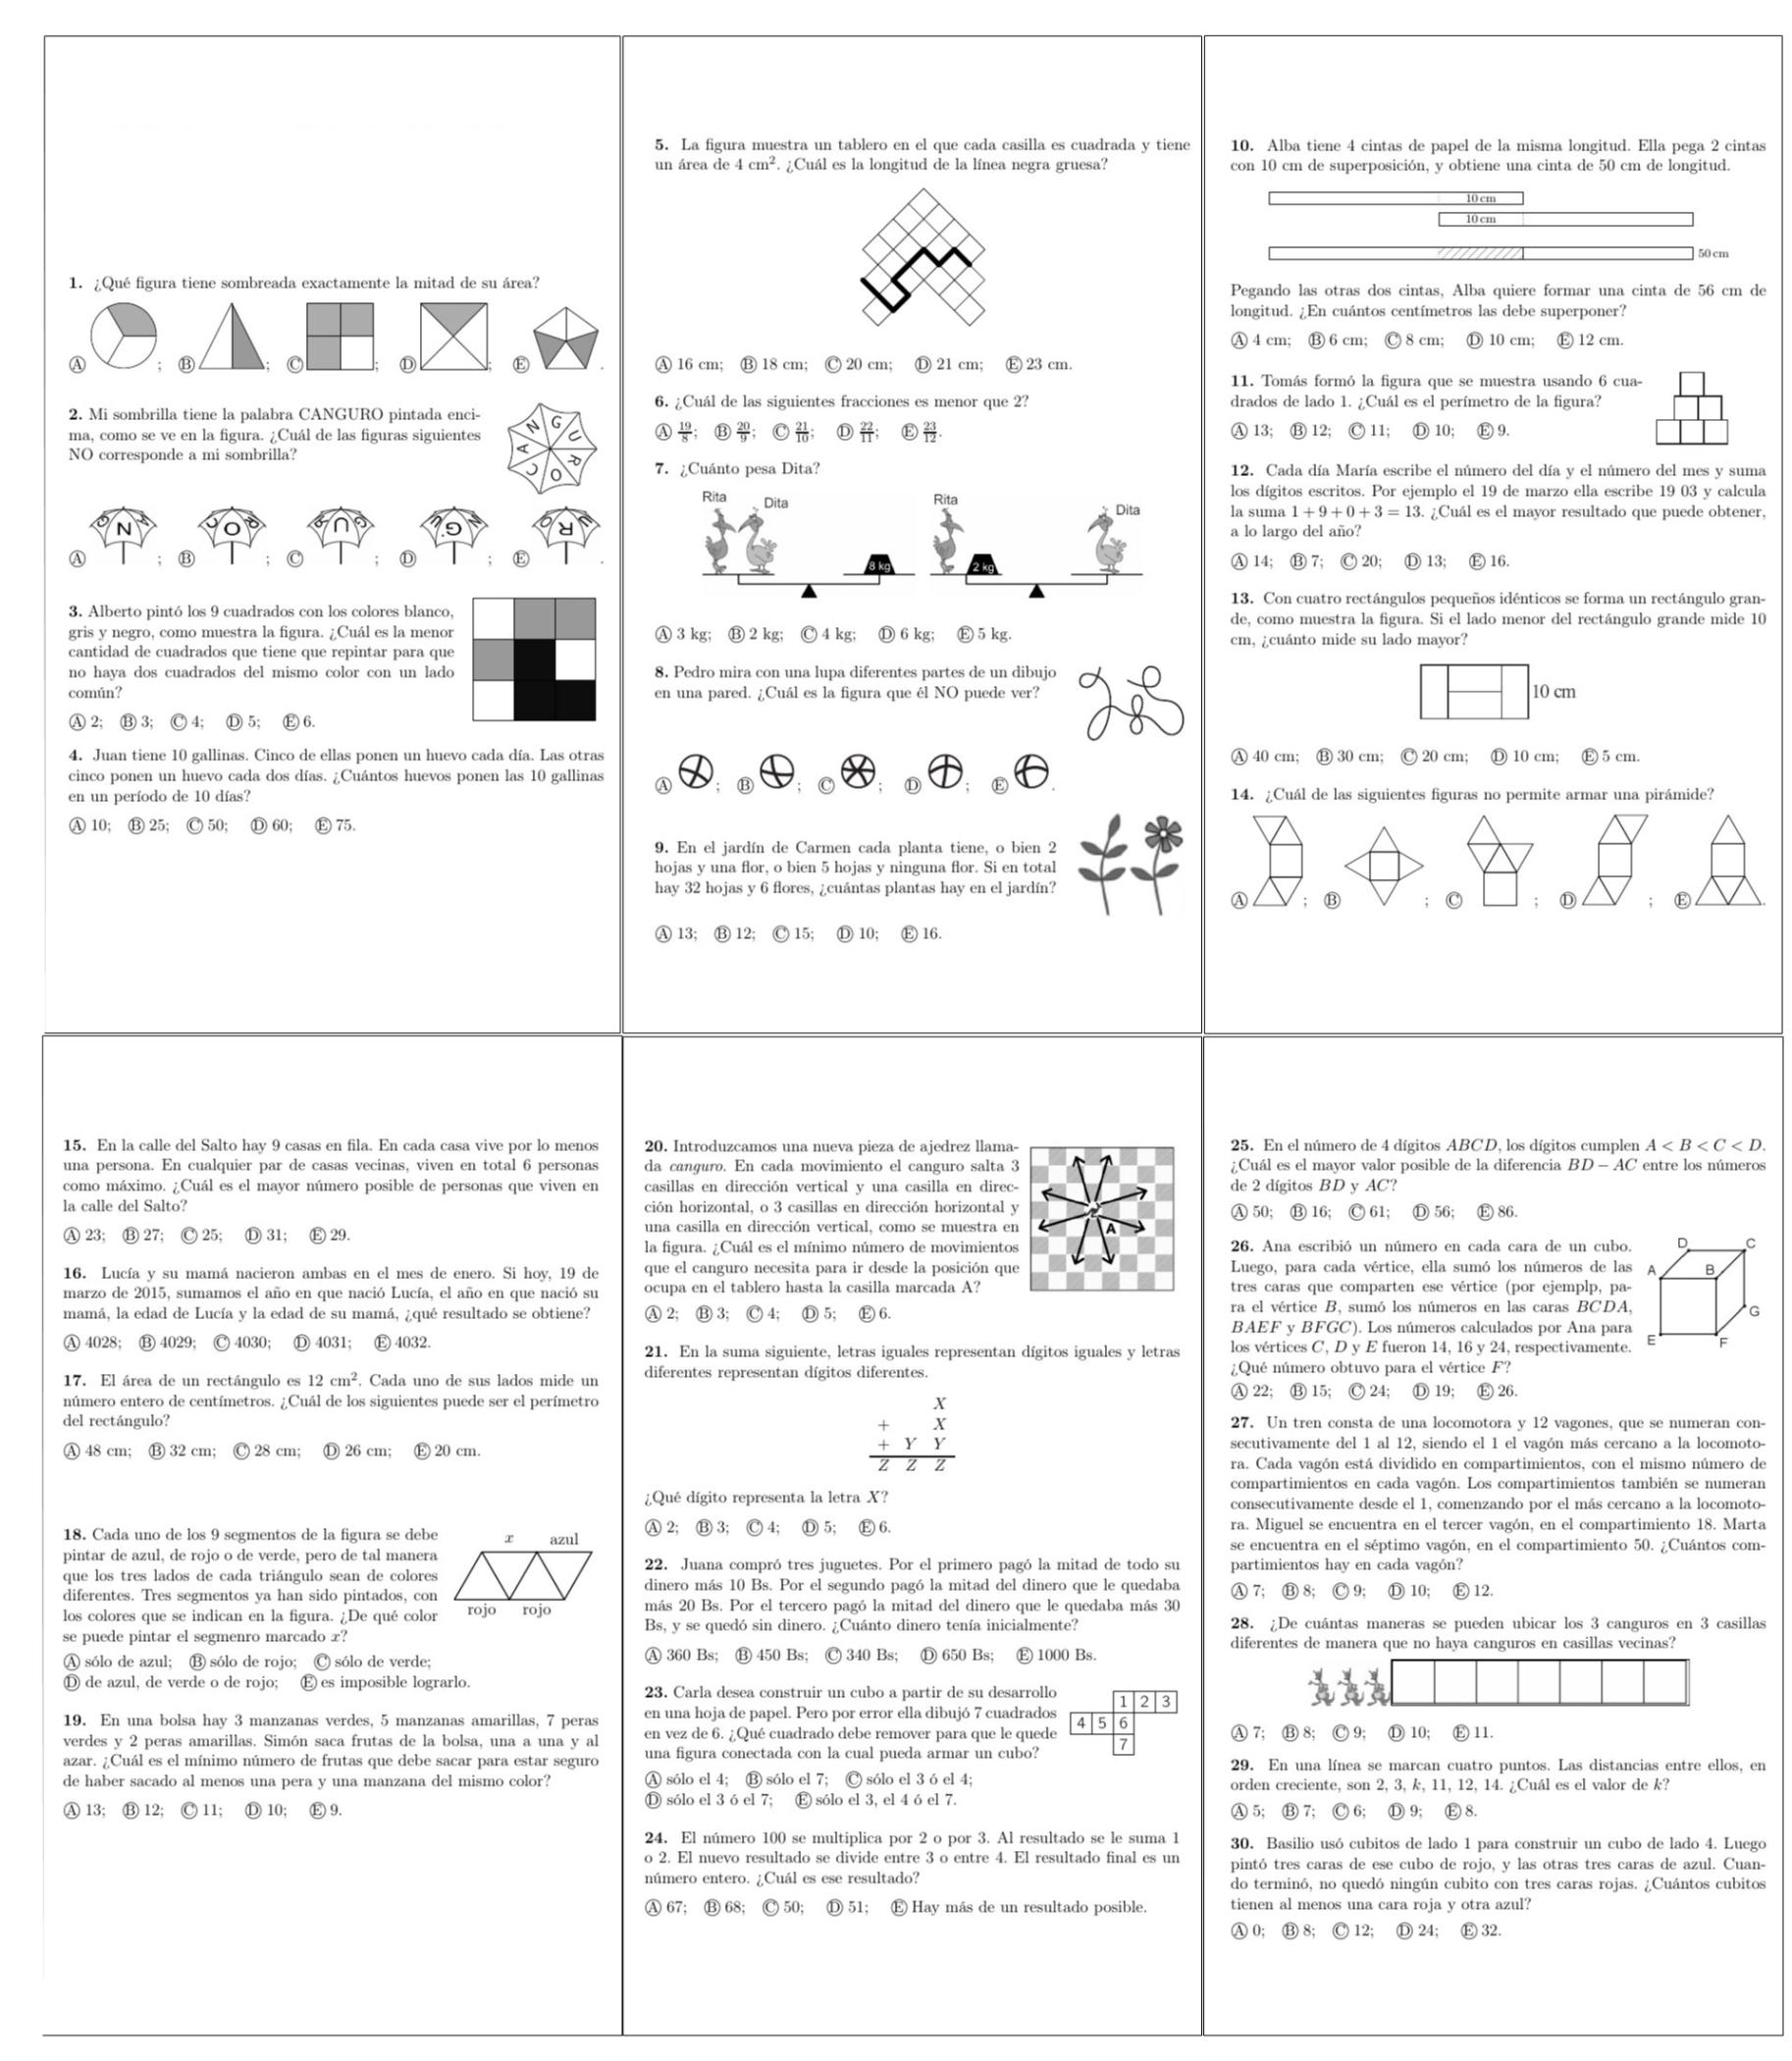 1. ¿Qué figura tiene sombreada exactamente la mitad de su área?
Ⓐ ; Ⓑ ; Ⓒ ; Ⓓ ; Ⓔ .
2. Mi sombrilla tiene la palabra CANGURO pintada enci-
ma, como se ve en la figura. ¿Cuál de las figuras siguientes
NO corresponde a mi sombrilla?
C A N G U R O
Ⓐ ; Ⓑ ; Ⓒ ; Ⓓ ; Ⓔ .
3. Alberto pintó los 9 cuadrados con los colores blanco,
gris y negro, como muestra la figura. ¿Cuál es la menor
cantidad de cuadrados que tiene que repintar para que
no haya dos cuadrados del mismo color con un lado
común?
Ⓐ 2; Ⓑ 3; Ⓒ 4; Ⓓ 5; Ⓔ 6.
4. Juan tiene 10 gallinas. Cinco de ellas ponen un huevo cada día. Las otras
cinco ponen un huevo cada dos días. ¿Cuántos huevos ponen las 10 gallinas
en un período de 10 días?
Ⓐ 10; Ⓑ 25; Ⓒ 50; Ⓓ 60; Ⓔ 75.
5. La figura muestra un tablero en el que cada casilla es cuadrada y tiene
un área de 4 cm². ¿Cuál es la longitud de la línea negra gruesa?
Ⓐ 16 cm; Ⓑ 18 cm; Ⓒ 20 cm; Ⓓ 21 cm; Ⓔ 23 cm.
6. ¿Cuál de las siguientes fracciones es menor que 2?
Ⓐ 19/8; Ⓑ 20/9; Ⓒ 21/10; Ⓓ 22/11; Ⓔ 23/12.
7. ¿Cuánto pesa Dita?
Rita Dita Rita Dita
8 kg 2 kg
Ⓐ 3 kg; Ⓑ 2 kg; Ⓒ 4 kg; Ⓓ 6 kg; Ⓔ 5 kg.
8. Pedro mira con una lupa diferentes partes de un dibujo
en una pared. ¿Cuál es la figura que él NO puede ver?
Ⓐ ; Ⓑ ; Ⓒ ; Ⓓ ; Ⓔ .
9. En el jardín de Carmen cada planta tiene, o bien 2
hojas y una flor, o bien 5 hojas y ninguna flor. Si en total
hay 32 hojas y 6 flores, ¿cuántas plantas hay en el jardín?
Ⓐ 13; Ⓑ 12; Ⓒ 15; Ⓓ 10; Ⓔ 16.
10. Alba tiene 4 cintas de papel de la misma longitud. Ella pega 2 cintas
con 10 cm de superposición, y obtiene una cinta de 50 cm de longitud.
10 cm
10 cm
50 cm
Pegando las otras dos cintas, Alba quiere formar una cinta de 56 cm de
longitud. ¿En cuántos centímetros las debe superponer?
Ⓐ 4 cm; Ⓑ 6 cm; Ⓒ 8 cm; Ⓓ 10 cm; Ⓔ 12 cm.
11. Tomás formó la figura que se muestra usando 6 cua-
drados de lado 1. ¿Cuál es el perímetro de la figura?
Ⓐ 13; Ⓑ 12; Ⓒ 11; Ⓓ 10; Ⓔ 9.
12. Cada día María escribe el número del día y el número del mes y suma
los dígitos escritos. Por ejemplo el 19 de marzo ella escribe 19 03 y calcula
la suma 1 + 9 + 0 + 3 = 13. ¿Cuál es el mayor resultado que puede obtener,
a lo largo del año?
Ⓐ 14; Ⓑ 7; Ⓒ 20; Ⓓ 13; Ⓔ 16.
13. Con cuatro rectángulos pequeños idénticos se forma un rectángulo gran-
de, como muestra la figura. Si el lado menor del rectángulo grande mide 10
cm, ¿cuánto mide su lado mayor?
10 cm
Ⓐ 40 cm; Ⓑ 30 cm; Ⓒ 20 cm; Ⓓ 10 cm; Ⓔ 5 cm.
14. ¿Cuál de las siguientes figuras no permite armar una pirámide?
Ⓐ ; Ⓑ ; Ⓒ ; Ⓓ ; Ⓔ .
15. En la calle del Salto hay 9 casas en fila. En cada casa vive por lo menos
una persona. En cualquier par de casas vecinas, viven en total 6 personas
como máximo. ¿Cuál es el mayor número posible de personas que viven en
la calle del Salto?
Ⓐ 23; Ⓑ 27; Ⓒ 25; Ⓓ 31; Ⓔ 29.
16. Lucía y su mamá nacieron ambas en el mes de enero. Si hoy, 19 de
marzo de 2015, sumamos el año en que nació Lucía, el año en que nació su
mamá, la edad de Lucía y la edad de su mamá, ¿qué resultado se obtiene?
Ⓐ 4028; Ⓑ 4029; Ⓒ 4030; Ⓓ 4031; Ⓔ 4032.
17. El área de un rectángulo es 12 cm². Cada uno de sus lados mide un
número entero de centímetros. ¿Cuál de los siguientes puede ser el perímetro
del rectángulo?
Ⓐ 48 cm; Ⓑ 32 cm; Ⓒ 28 cm; Ⓓ 26 cm; Ⓔ 20 cm.
18. Cada uno de los 9 segmentos de la figura se debe
pintar de azul, de rojo o de verde, pero de tal manera
que los tres lados de cada triángulo sean de colores
diferentes. Tres segmentos ya han sido pintados, con
los colores que se indican en la figura. ¿De qué color
se puede pintar el segmenro marcado x?
x azul
rojo rojo
Ⓐ sólo de azul; Ⓑ sólo de rojo; Ⓒ sólo de verde;
Ⓓ de azul, de verde o de rojo; Ⓔ es imposible lograrlo.
19. En una bolsa hay 3 manzanas verdes, 5 manzanas amarillas, 7 peras
verdes y 2 peras amarillas. Simón saca frutas de la bolsa, una a una y al
azar. ¿Cuál es el mínimo número de frutas que debe sacar para estar seguro
de haber sacado al menos una pera y una manzana del mismo color?
Ⓐ 13; Ⓑ 12; Ⓒ 11; Ⓓ 10; Ⓔ 9.
20. Introduzcamos una nueva pieza de ajedrez llama-
da canguro. En cada movimiento el canguro salta 3
casillas en dirección vertical y una casilla en direc-
ción horizontal, o 3 casillas en dirección horizontal y
una casilla en dirección vertical, como se muestra en
la figura. ¿Cuál es el mínimo número de movimientos
que el canguro necesita para ir desde la posición que
ocupa en el tablero hasta la casilla marcada A?
A
Ⓐ 2; Ⓑ 3; Ⓒ 4; Ⓓ 5; Ⓔ 6.
21. En la suma siguiente, letras iguales representan dígitos iguales y letras
diferentes representan dígitos diferentes.
X
+ X
+ Y Y
Z Z Z
¿Qué dígito representa la letra X?
Ⓐ 2; Ⓑ 3; Ⓒ 4; Ⓓ 5; Ⓔ 6.
22. Juana compró tres juguetes. Por el primero pagó la mitad de todo su
dinero más 10 Bs. Por el segundo pagó la mitad del dinero que le quedaba
más 20 Bs. Por el tercero pagó la mitad del dinero que le quedaba más 30
Bs, y se quedó sin dinero. ¿Cuánto dinero tenía inicialmente?
Ⓐ 360 Bs; Ⓑ 450 Bs; Ⓒ 340 Bs; Ⓓ 650 Bs; Ⓔ 1000 Bs.
23. Carla desea construir un cubo a partir de su desarrollo
en una hoja de papel. Pero por error ella dibujó 7 cuadrados
en vez de 6. ¿Qué cuadrado debe remover para que le quede
una figura conectada con la cual pueda armar un cubo?
1 2 3
4 5 6
7
Ⓐ sólo el 4; Ⓑ sólo el 7; Ⓒ sólo el 3 ó el 4;
Ⓓ sólo el 3 ó el 7; Ⓔ sólo el 3, el 4 ó el 7.
24. El número 100 se multiplica por 2 o por 3. Al resultado se le suma 1
o 2. El nuevo resultado se divide entre 3 o entre 4. El resultado final es un
número entero. ¿Cuál es ese resultado?
Ⓐ 67; Ⓑ 68; Ⓒ 50; Ⓓ 51; Ⓔ Hay más de un resultado posible.
25. En el número de 4 dígitos ABCD, los dígitos cumplen A < B < C < D.
¿Cuál es el mayor valor posible de la diferencia BD − AC entre los números
de 2 dígitos BD y AC?
Ⓐ 50; Ⓑ 16; Ⓒ 61; Ⓓ 56; Ⓔ 86.
26. Ana escribió un número en cada cara de un cubo.
Luego, para cada vértice, ella sumó los números de las
tres caras que comparten ese vértice (por ejemplp, pa-
ra el vértice B, sumó los números en las caras BCDA,
BAEF y BFGC). Los números calculados por Ana para
los vértices C, D y E fueron 14, 16 y 24, respectivamente.
¿Qué número obtuvo para el vértice F?
D C
A B
G
E F
Ⓐ 22; Ⓑ 15; Ⓒ 24; Ⓓ 19; Ⓔ 26.
27. Un tren consta de una locomotora y 12 vagones, que se numeran con-
secutivamente del 1 al 12, siendo el 1 el vagón más cercano a la locomoto-
ra. Cada vagón está dividido en compartimientos, con el mismo número de
compartimientos en cada vagón. Los compartimientos también se numeran
consecutivamente desde el 1, comenzando por el más cercano a la locomoto-
ra. Miguel se encuentra en el tercer vagón, en el compartimiento 18. Marta
se encuentra en el séptimo vagón, en el compartimiento 50. ¿Cuántos com-
partimientos hay en cada vagón?
Ⓐ 7; Ⓑ 8; Ⓒ 9; Ⓓ 10; Ⓔ 12.
28. ¿De cuántas maneras se pueden ubicar los 3 canguros en 3 casillas
diferentes de manera que no haya canguros en casillas vecinas?
Ⓐ 7; Ⓑ 8; Ⓒ 9; Ⓓ 10; Ⓔ 11.
29. En una línea se marcan cuatro puntos. Las distancias entre ellos, en
orden creciente, son 2, 3, k, 11, 12, 14. ¿Cuál es el valor de k?
Ⓐ 5; Ⓑ 7; Ⓒ 6; Ⓓ 9; Ⓔ 8.
30. Basilio usó cubitos de lado 1 para construir un cubo de lado 4. Luego
pintó tres caras de ese cubo de rojo, y las otras tres caras de azul. Cuan-
do terminó, no quedó ningún cubito con tres caras rojas. ¿Cuántos cubitos
tienen al menos una cara roja y otra azul?
Ⓐ 0; Ⓑ 8; Ⓒ 12; Ⓓ 24; Ⓔ 32.